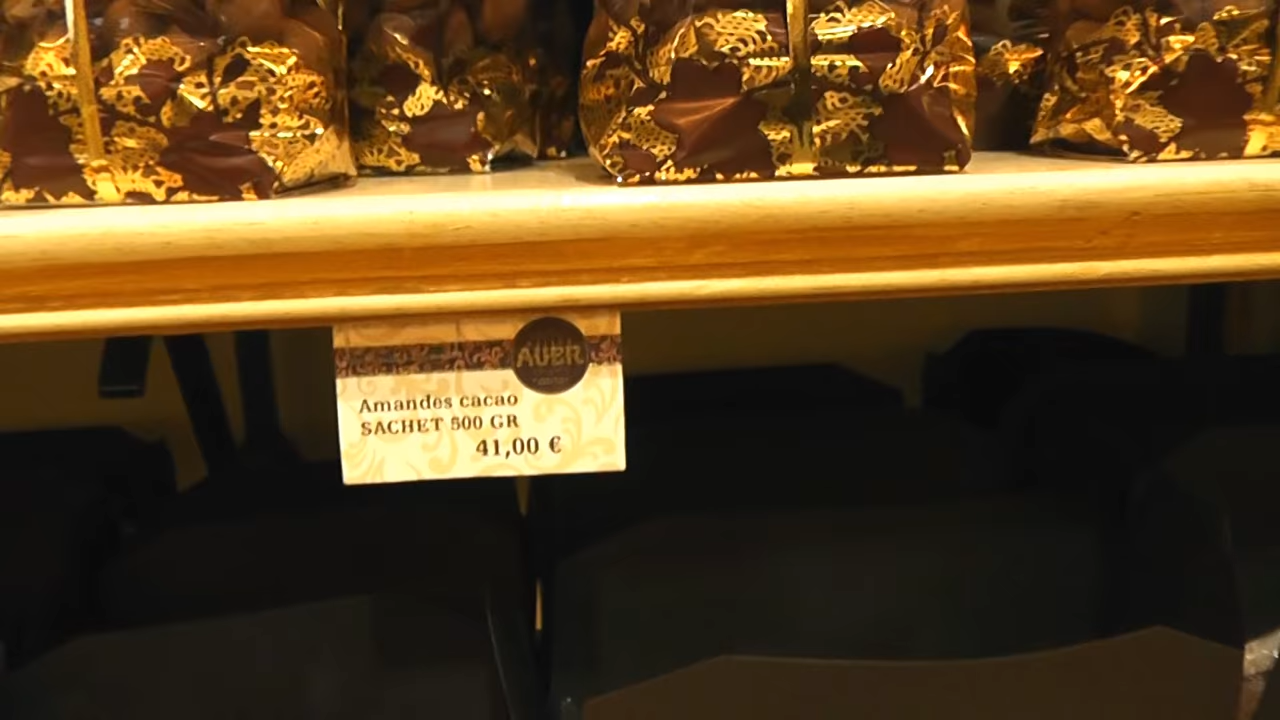 AUER
Amandes cacao
SACHET 500 GR
41,00 €